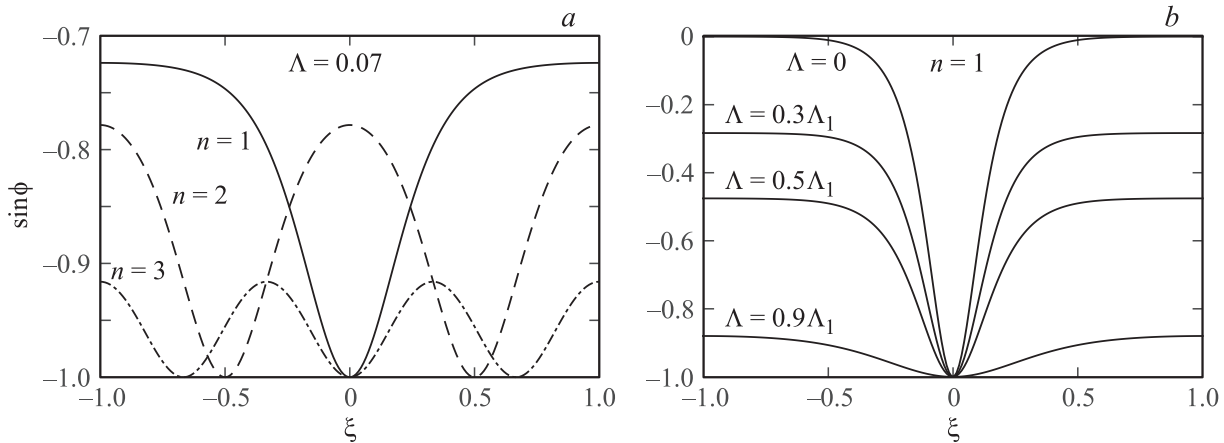 a
−0.7
Λ = 0.07
n = 1
−0.8
n = 2
sinϕ
−0.9
n = 3
−1.0
−1.0 −0.5 0 0.5 1.0
ξ
b
0
Λ = 0 n = 1
−0.2
Λ = 0.3Λ₁
−0.4
Λ = 0.5Λ₁
−0.6
−0.8
Λ = 0.9Λ₁
−1.0
−1.0 −0.5 0 0.5 1.0
ξ